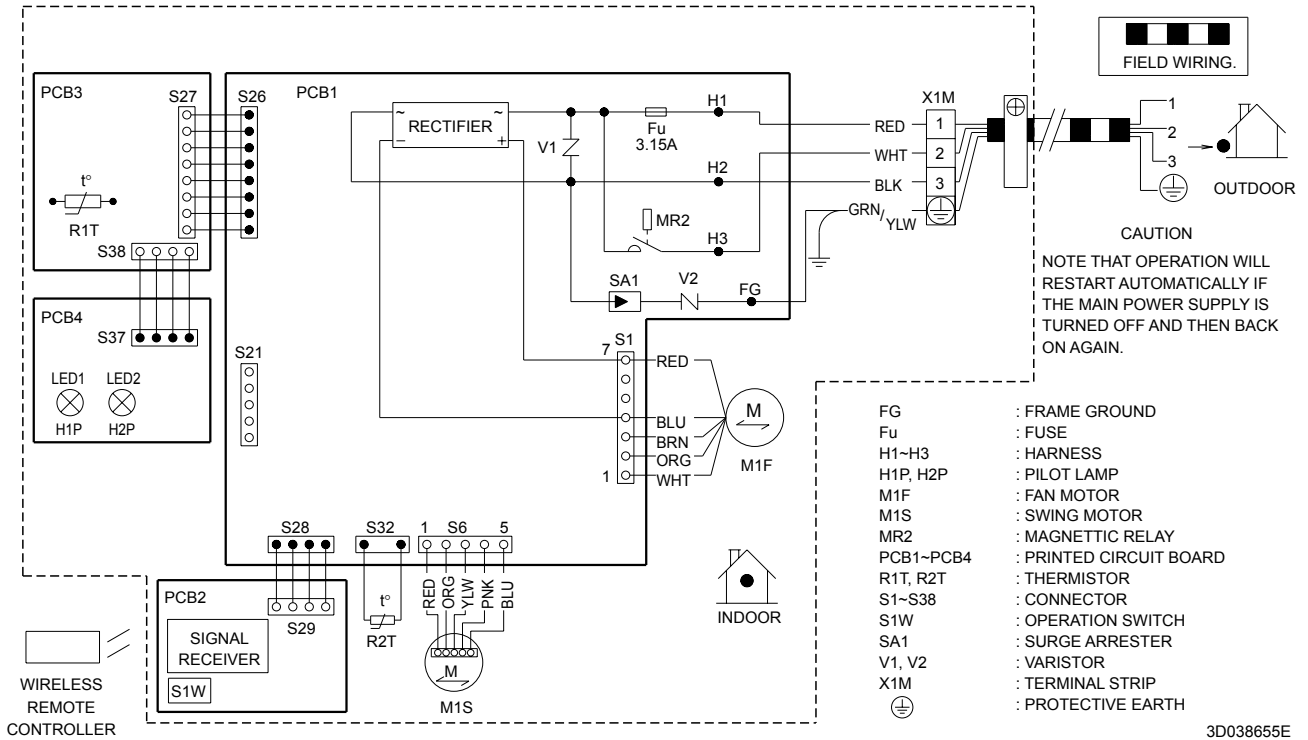 FIELD WIRING.
PCB3
S27
S26
PCB1
RECTIFIER
~
~
−
+
V1
Fu
3.15A
H1
H2
H3
MR2
SA1
V2
FG
X1M
RED
1
WHT
2
BLK
3
GRN/YLW
1
2
3
OUTDOOR
t°
R1T
S38
CAUTION
NOTE THAT OPERATION WILL
RESTART AUTOMATICALLY IF
THE MAIN POWER SUPPLY IS
TURNED OFF AND THEN BACK
ON AGAIN.
PCB4
S37
LED1
LED2
H1P
H2P
S21
S1
7
RED
BLU
BRN
ORG
1
WHT
M
M1F
S28
S32
1
S6
5
RED
ORG
YLW
PNK
BLU
t°
R2T
M
M1S
PCB2
S29
SIGNAL
RECEIVER
S1W
WIRELESS
REMOTE
CONTROLLER
INDOOR
FG : FRAME GROUND
Fu : FUSE
H1~H3 : HARNESS
H1P, H2P : PILOT LAMP
M1F : FAN MOTOR
M1S : SWING MOTOR
MR2 : MAGNETTIC RELAY
PCB1~PCB4 : PRINTED CIRCUIT BOARD
R1T, R2T : THERMISTOR
S1~S38 : CONNECTOR
S1W : OPERATION SWITCH
SA1 : SURGE ARRESTER
V1, V2 : VARISTOR
X1M : TERMINAL STRIP
: PROTECTIVE EARTH
3D038655E